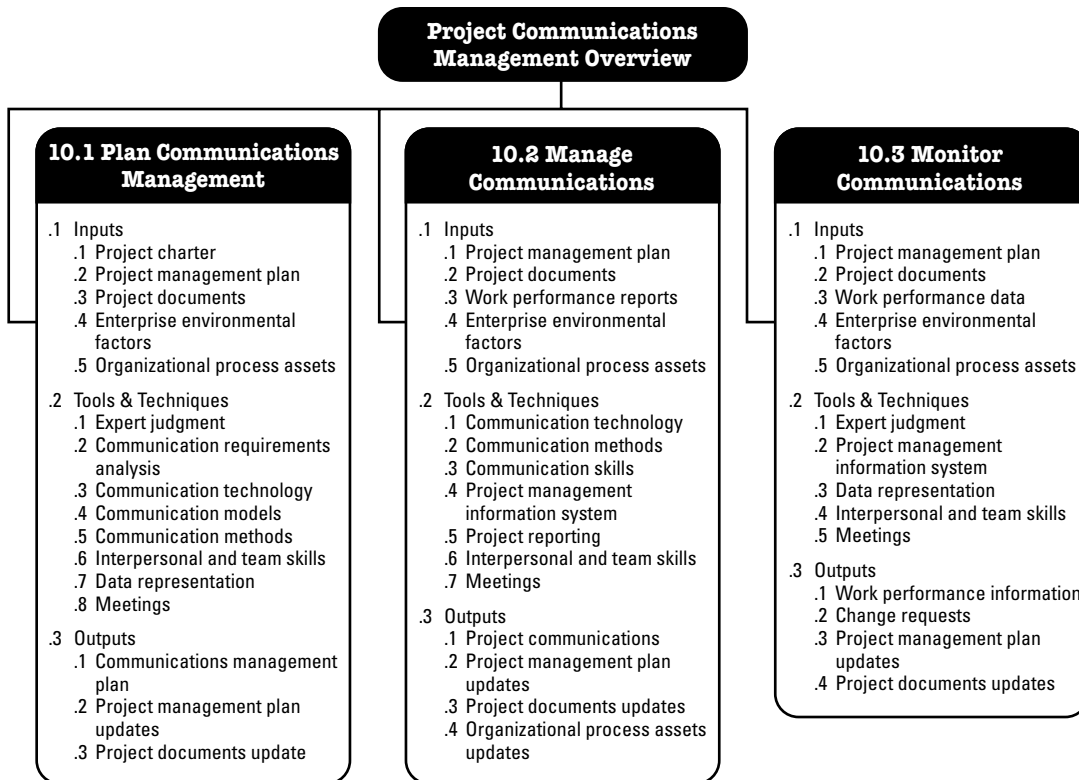 Project Communications
Management Overview
10.1 Plan Communications
Management
.1 Inputs
.1 Project charter
.2 Project management plan
.3 Project documents
.4 Enterprise environmental
factors
.5 Organizational process assets
.2 Tools & Techniques
.1 Expert judgment
.2 Communication requirements
analysis
.3 Communication technology
.4 Communication models
.5 Communication methods
.6 Interpersonal and team skills
.7 Data representation
.8 Meetings
.3 Outputs
.1 Communications management
plan
.2 Project management plan
updates
.3 Project documents update
10.2 Manage
Communications
.1 Inputs
.1 Project management plan
.2 Project documents
.3 Work performance reports
.4 Enterprise environmental
factors
.5 Organizational process assets
.2 Tools & Techniques
.1 Communication technology
.2 Communication methods
.3 Communication skills
.4 Project management
information system
.5 Project reporting
.6 Interpersonal and team skills
.7 Meetings
.3 Outputs
.1 Project communications
.2 Project management plan
updates
.3 Project documents updates
.4 Organizational process assets
updates
10.3 Monitor
Communications
.1 Inputs
.1 Project management plan
.2 Project documents
.3 Work performance data
.4 Enterprise environmental
factors
.5 Organizational process assets
.2 Tools & Techniques
.1 Expert judgment
.2 Project management
information system
.3 Data representation
.4 Interpersonal and team skills
.5 Meetings
.3 Outputs
.1 Work performance information
.2 Change requests
.3 Project management plan
updates
.4 Project documents updates